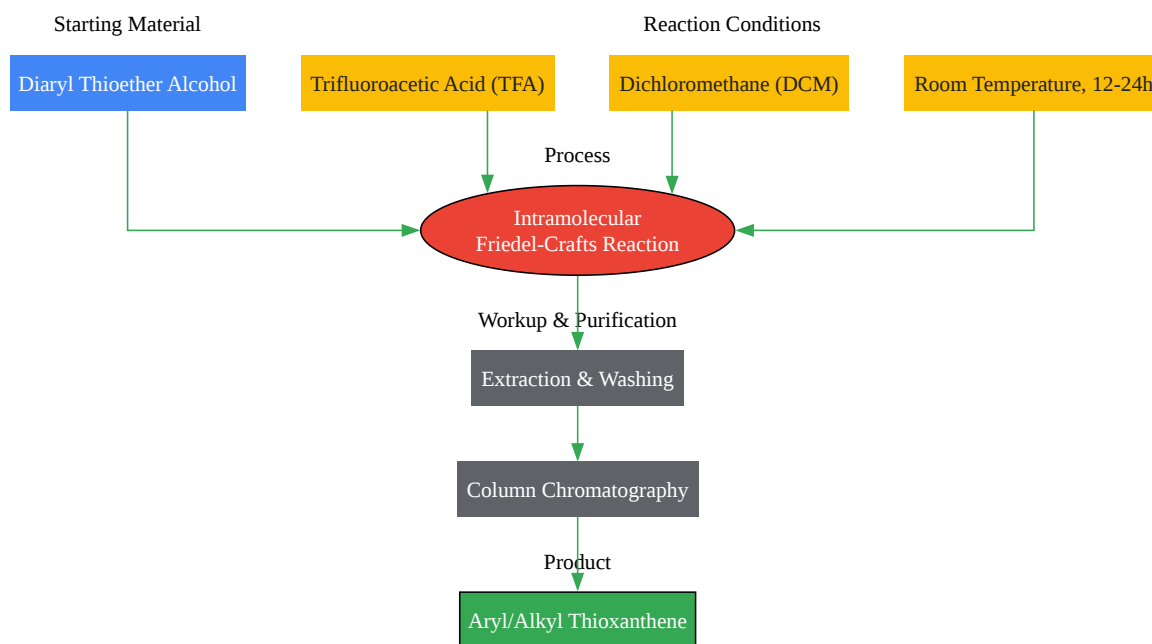 Starting Material
Reaction Conditions
Diaryl Thioether Alcohol
Trifluoroacetic Acid (TFA)
Dichloromethane (DCM)
Room Temperature, 12-24h
Process
Intramolecular
Friedel-Crafts Reaction
Workup & Purification
Extraction & Washing
Column Chromatography
Product
Aryl/Alkyl Thioxanthene